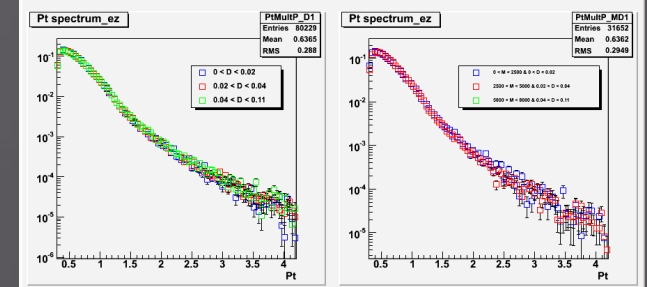 Pt spectrum_ez
PtMultP_D1
Entries 80229
Mean 0.6365
RMS 0.288
0 < D < 0.02
0.02 < D < 0.04
0.04 < D < 0.11
10-1
10-2
10-3
10-4
10-5
10-6
0.5 1 1.5 2 2.5 3 3.5 4
Pt
Pt spectrum_ez
PtMultP_MD1
Entries 31652
Mean 0.6362
RMS 0.2949
0 < M < 2500 & 0 < D < 0.02
2500 < M < 5000 & 0.02 < D < 0.04
5000 < M < 8000 & 0.04 < D < 0.11
10-1
10-2
10-3
10-4
10-5
0.5 1 1.5 2 2.5 3 3.5 4
Pt